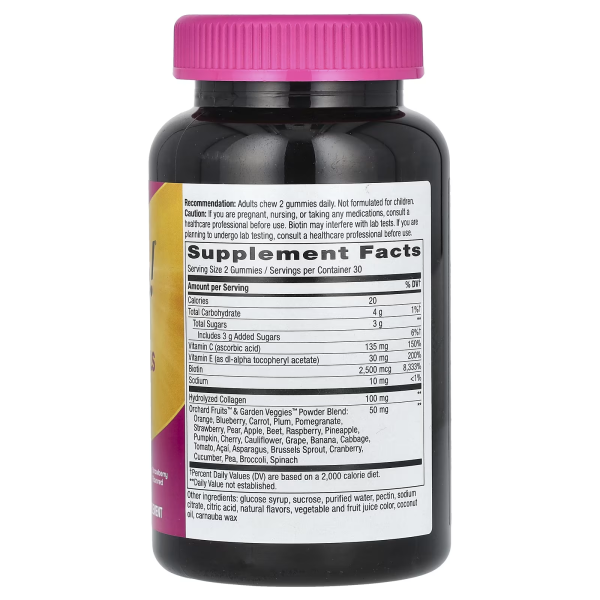 Recommendation: Adults chew 2 gummies daily. Not formulated for children.
Caution: If you are pregnant, nursing, or taking any medications, consult a
healthcare professional before use. Biotin may interfere with lab tests. If you are
planning to undergo lab testing, consult a healthcare professional before use.
Supplement Facts
Serving Size 2 Gummies / Servings per Container 30
Amount per Serving % DV†
Calories 20
Total Carbohydrate 4 g 1%†
Total Sugars 3 g **
Includes 3 g Added Sugars 6%†
Vitamin C (ascorbic acid) 135 mg 150%
Vitamin E (as dl-alpha tocopheryl acetate) 30 mg 200%
Biotin 2,500 mcg 8,333%
Sodium 10 mg <1%
Hydrolyzed Collagen 100 mg **
Orchard Fruits™ & Garden Veggies™ Powder Blend: 50 mg **
Orange, Blueberry, Carrot, Plum, Pomegranate,
Strawberry, Pear, Apple, Beet, Raspberry, Pineapple,
Pumpkin, Cherry, Cauliflower, Grape, Banana, Cabbage,
Tomato, Açai, Asparagus, Brussels Sprout, Cranberry,
Cucumber, Pea, Broccoli, Spinach
†Percent Daily Values (DV) are based on a 2,000 calorie diet.
**Daily Value not established.
Other ingredients: glucose syrup, sucrose, purified water, pectin, sodium
citrate, citric acid, natural flavors, vegetable and fruit juice color, coconut
oil, carnauba wax